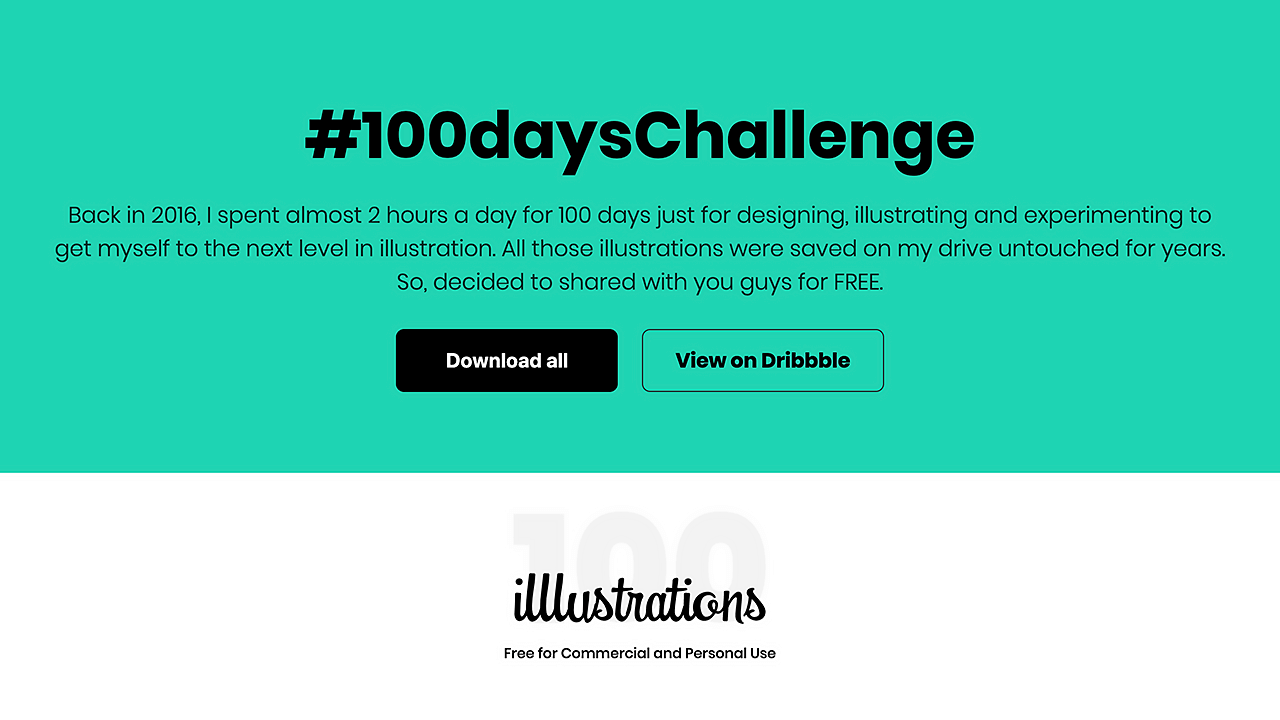 #100daysChallenge
Back in 2016, I spent almost 2 hours a day for 100 days just for designing, illustrating and experimenting to
get myself to the next level in illustration. All those illustrations were saved on my drive untouched for years.
So, decided to shared with you guys for FREE.
Download all
View on Dribbble
100
illlustrations
Free for Commercial and Personal Use